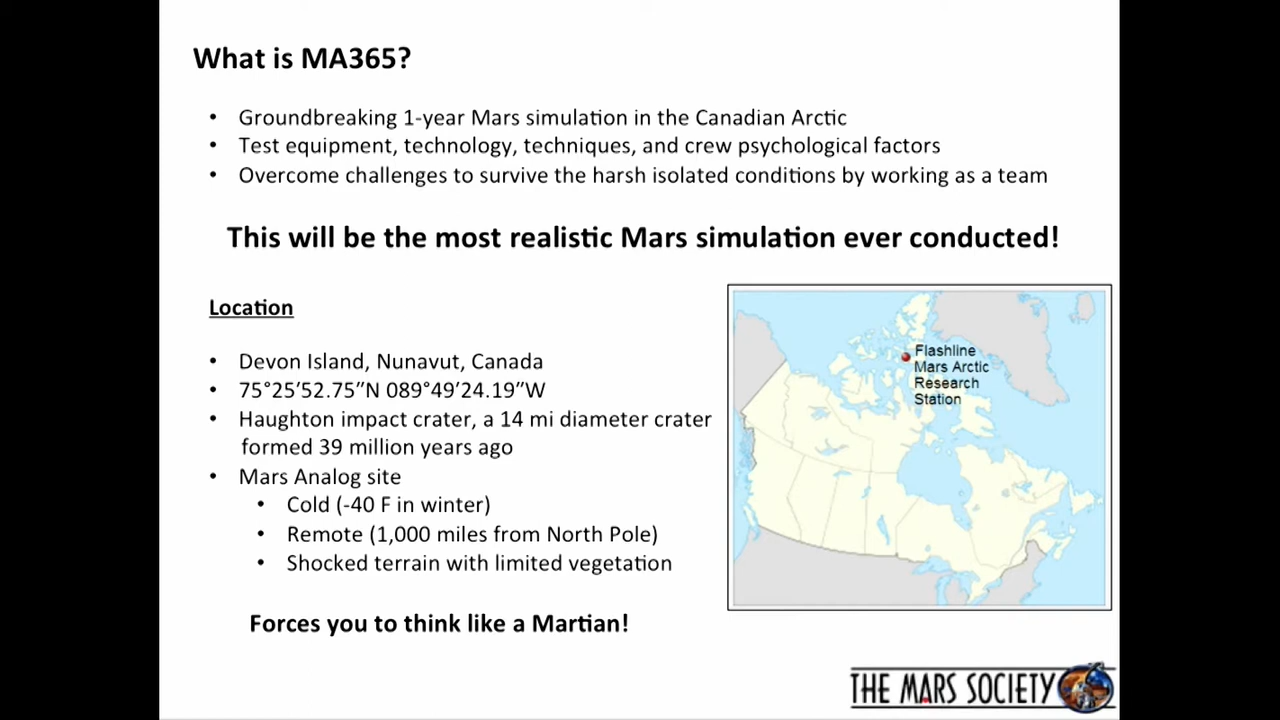 What is MA365?
• Groundbreaking 1-year Mars simulation in the Canadian Arctic
• Test equipment, technology, techniques, and crew psychological factors
• Overcome challenges to survive the harsh isolated conditions by working as a team
This will be the most realistic Mars simulation ever conducted!
Location
• Devon Island, Nunavut, Canada
• 75°25’52.75”N 089°49’24.19”W
• Haughton impact crater, a 14 mi diameter crater
formed 39 million years ago
• Mars Analog site
• Cold (-40 F in winter)
• Remote (1,000 miles from North Pole)
• Shocked terrain with limited vegetation
Forces you to think like a Martian!
Flashline
Mars Arctic
Research
Station
THE MARS SOCIETY